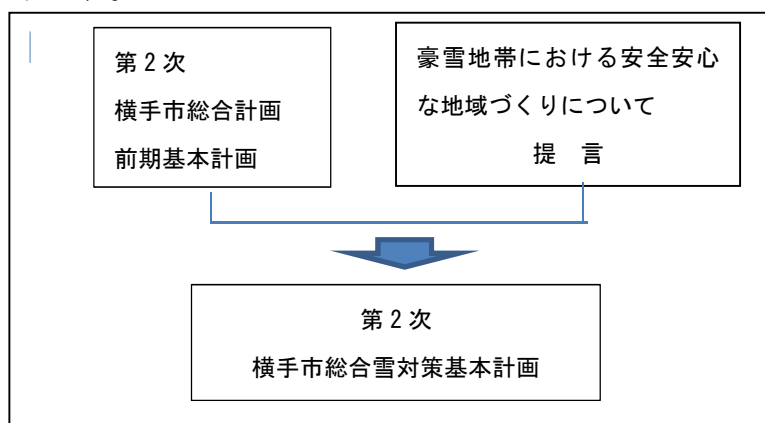 第2次
横手市総合計画
前期基本計画
豪雪地帯における安全安心
な地域づくりについて
提　言
第2次
横手市総合雪対策基本計画